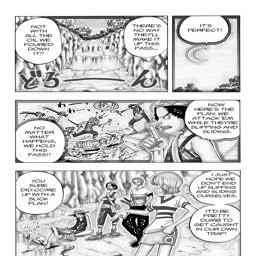 IT'S
PERFECT!
THERE'S
NO WAY
THEY'LL
MAKE IT
UP THIS
PASS...
NOT
WITH ALL
THE
OIL WE
POURED
DOWN
IT!!
NOW
HERE'S THE
PLAN: WE
ATTACK 'EM
WHILE THEY'RE
SLIPPING AND
SLIDING.
NO
MATTER
WHAT
HAPPENS,
WE HOLD
THIS
PASS!!
I JUST
HOPE WE
DON'T END
UP SLIPPING
AND SLIDING
OURSELVES.
IT'D BE
PRETTY
DUMB TO
GET CAUGHT
IN OUR OWN
TRAP!
YOU
SURE
DID COME
UP WITH A
SLICK
PLAN!